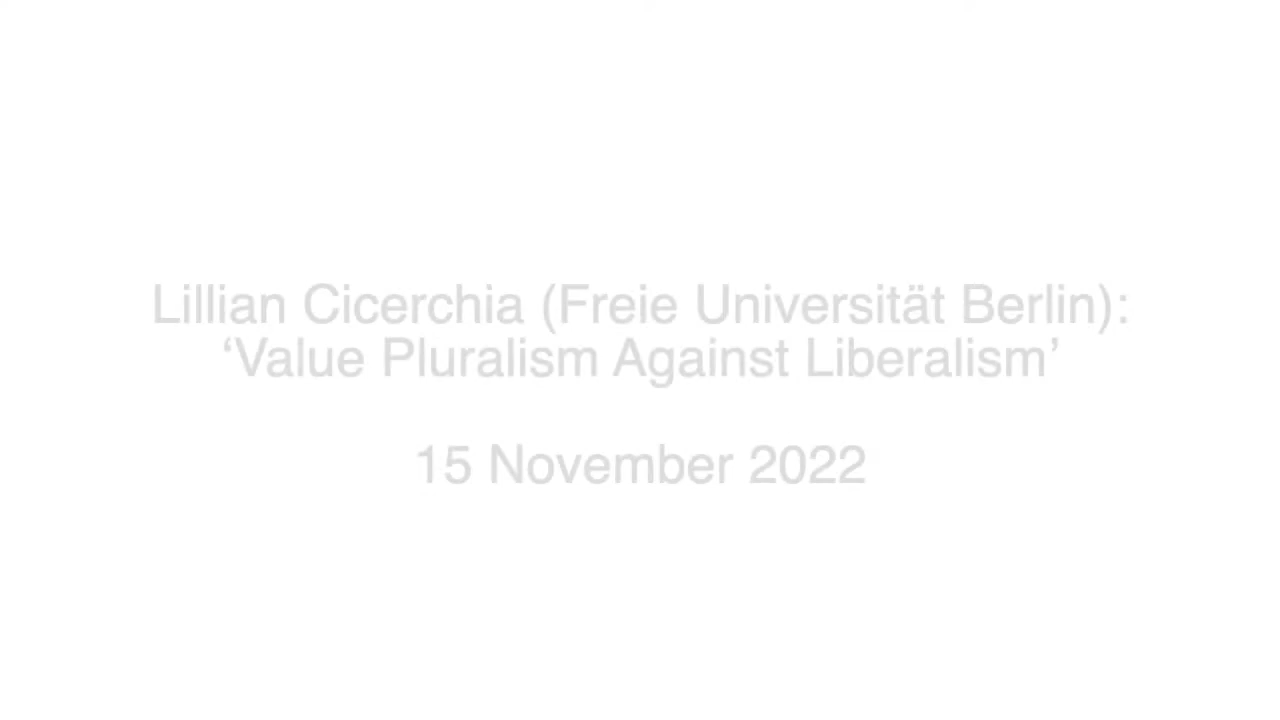 Lillian Cicerchia (Freie Universität Berlin):
‘Value Pluralism Against Liberalism’
15 November 2022